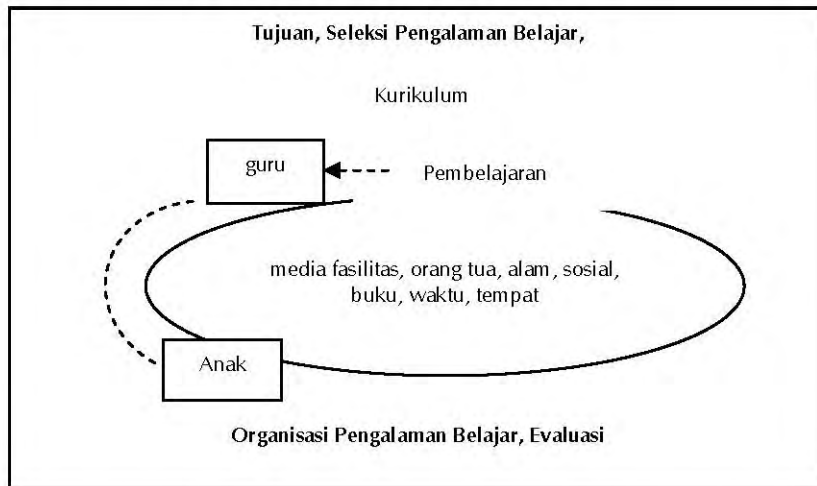 Tujuan, Seleksi Pengalaman Belajar,
Kurikulum
guru
Pembelajaran
media fasilitas, orang tua, alam, sosial,
buku, waktu, tempat
Anak
Organisasi Pengalaman Belajar, Evaluasi